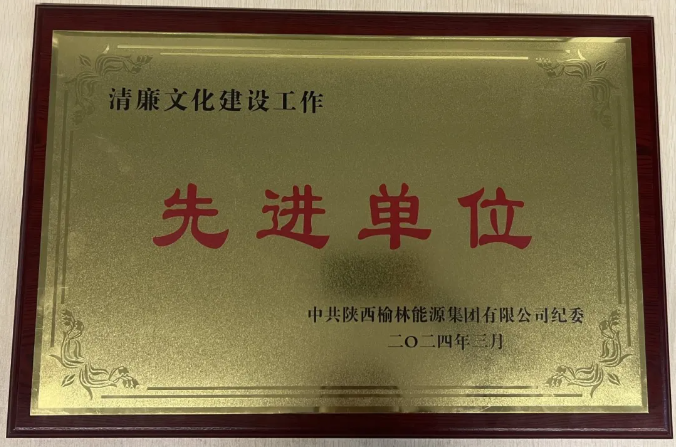 清廉文化建设工作
先进单位
中共陕西榆林能源集团有限公司纪委
二〇二四年三月